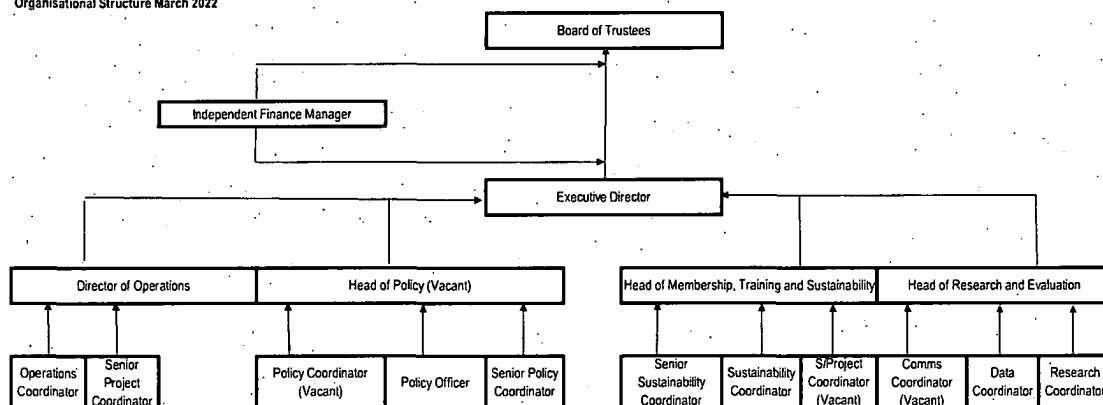 Organisational Structure March 2022
Board of Trustees
Independent Finance Manager
Executive Director
Director of Operations
Head of Policy (Vacant)
Head of Membership, Training and Sustainability
Head of Research and Evaluation
Operations
Coordinator
Senior
Project
Coordinator
Policy Coordinator
(Vacant)
Policy Officer
Senior Policy
Coordinator
Senior
Sustainability
Coordinator
Sustainability
Coordinator
S/Project
Coordinator
(Vacant)
Comms
Coordinator
(Vacant)
Data
Coordinator
Research
Coordinator